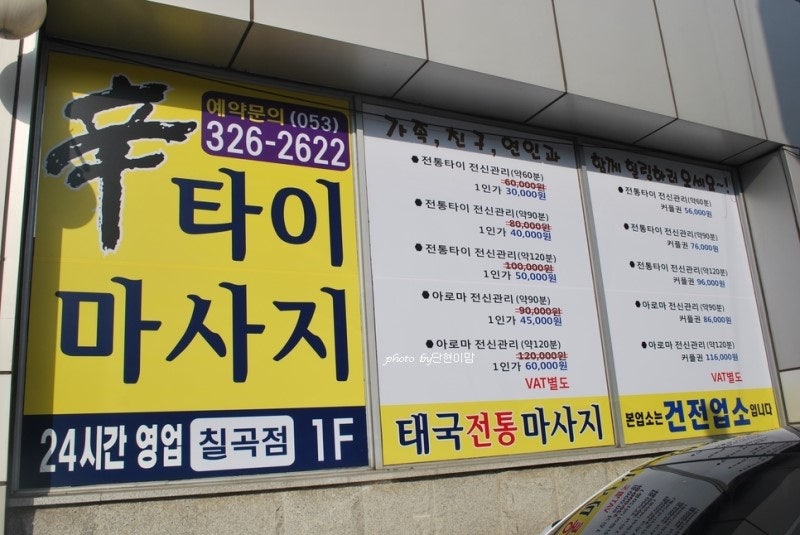 예약문의 (053)
326-2622
辛
타이
마사지
24시간 영업 칠곡점 1F
가족, 친구, 연인과
● 전통타이 전신관리(약60분)
60,000원
1인가 30,000원
● 전통타이 전신관리(약90분)
80,000원
1인가 40,000원
● 전통타이 전신관리(약120분)
100,000원
1인가 50,000원
● 아로마 전신관리(약90분)
90,000원
1인가 45,000원
● 아로마 전신관리(약120분)
120,000원
1인가 60,000원
VAT별도
태국전통마사지
함께 힐링하러 오세요~!
● 전통타이 전신관리(약60분)
커플권 56,000원
● 전통타이 전신관리(약90분)
커플권 76,000원
● 전통타이 전신관리(약120분)
커플권 96,000원
● 아로마 전신관리(약90분)
커플권 86,000원
● 아로마 전신관리(약120분)
커플권 116,000원
VAT별도
본업소는 건전업소입니다
photo by단현이맘